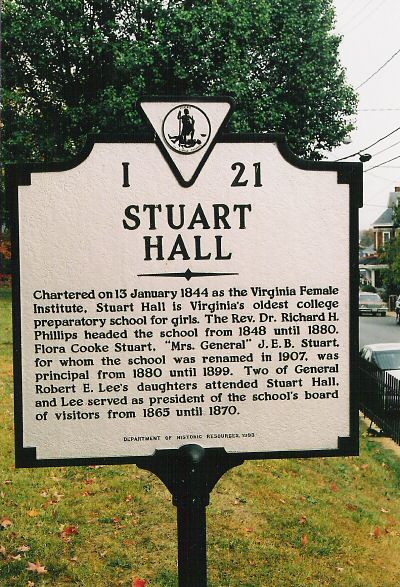 I 21
STUART
HALL
Chartered on 13 January 1844 as the Virginia Female
Institute, Stuart Hall is Virginia's oldest college
preparatory school for girls. The Rev. Dr. Richard H.
Phillips headed the school from 1848 until 1880.
Flora Cooke Stuart, "Mrs. General" J.E.B. Stuart,
for whom the school was renamed in 1907, was
principal from 1880 until 1899. Two of General
Robert E. Lee's daughters attended Stuart Hall,
and Lee served as president of the school's board
of visitors from 1865 until 1870.
DEPARTMENT OF HISTORIC RESOURCES, 1993